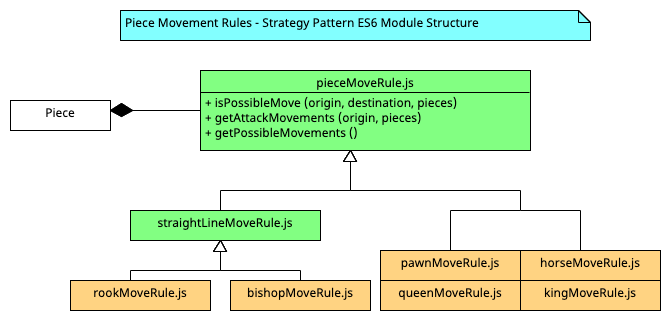 Piece Movement Rules - Strategy Pattern ES6 Module Structure
pieceMoveRule.js
Piece
+ isPossibleMove (origin, destination, pieces)
+ getAttackMovements (origin, pieces)
+ getPossibleMovements ()
straightLineMoveRule.js
pawnMoveRule.js
horseMoveRule.js
rookMoveRule.js
bishopMoveRule.js
queenMoveRule.js
kingMoveRule.js